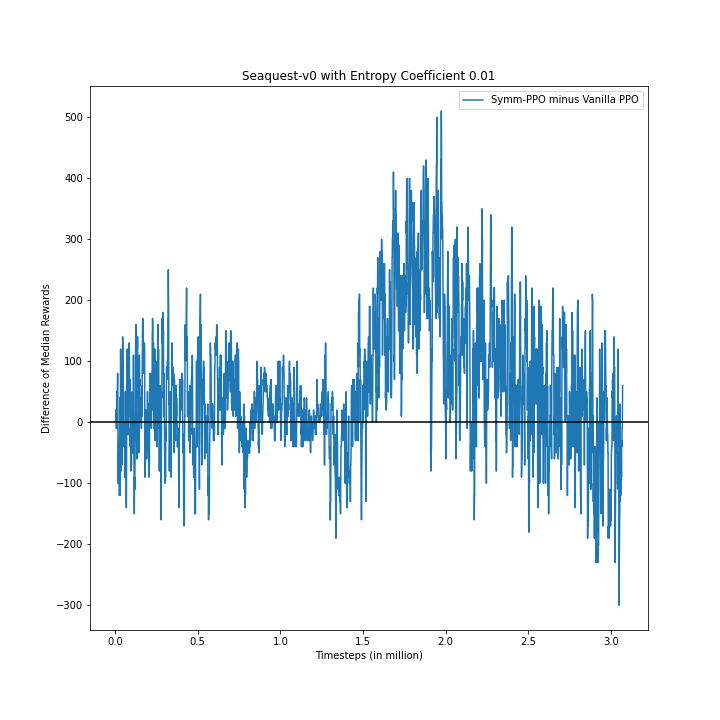 Seaquest-v0 with Entropy Coefficient 0.01
Symm-PPO minus Vanilla PPO
Difference of Median Rewards
500
400
300
200
100
0
−100
−200
−300
0.0 0.5 1.0 1.5 2.0 2.5 3.0
Timesteps (in million)